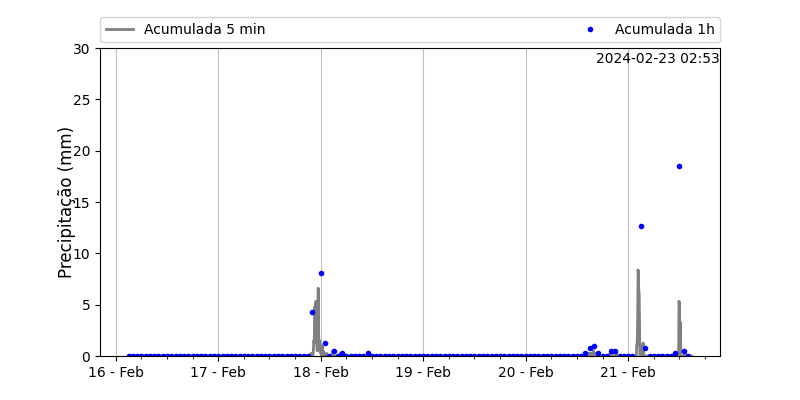 Acumulada 5 min
Acumulada 1h
2024-02-23 02:53
Precipitação (mm)
30
25
20
15
10
5
0
16 - Feb
17 - Feb
18 - Feb
19 - Feb
20 - Feb
21 - Feb